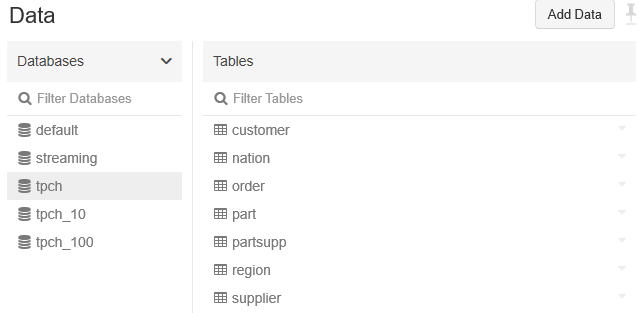 Data
Add Data
Databases
Filter Databases
default
streaming
tpch
tpch_10
tpch_100
Tables
Filter Tables
customer
nation
order
part
partsupp
region
supplier